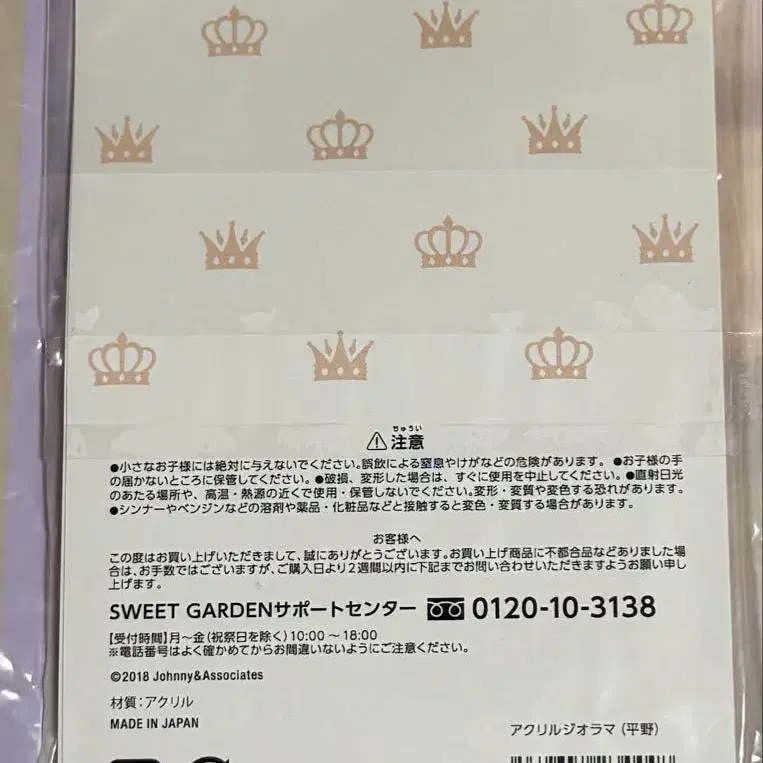 ちゅうい
⚠注意
●小さなお子様には絶対に与えないでください。誤飲による窒息やけがなどの危険があります。 ●お子様の手
の届かないところに保管してください。●破損、変形した場合は、すぐに使用を中止してください。●直射日光
のあたる場所や、高温・熱源の近くで使用・保管しないでください。変形・変質や変色する恐れがあります。
●シンナーやベンジンなどの溶剤や薬品・化粧品などと接触すると変色・変質する場合があります。
お客様へ
この度はお買い上げいただきまして、誠にありがとうございます。お買い上げ商品に不都合品などありました場
合は、お手数ではございますが、ご購入日より2週間以内に下記までお問い合わせいただきますようお願い申し
上げます。
SWEET GARDENサポートセンター 0120-10-3138
【受付時間】月〜金(祝祭日を除く)10:00〜18:00
※電話番号はよく確かめてからお間違いないようにご注意ください。
©2018 Johnny&Associates
材質：アクリル
MADE IN JAPAN
アクリルジオラマ（平野）